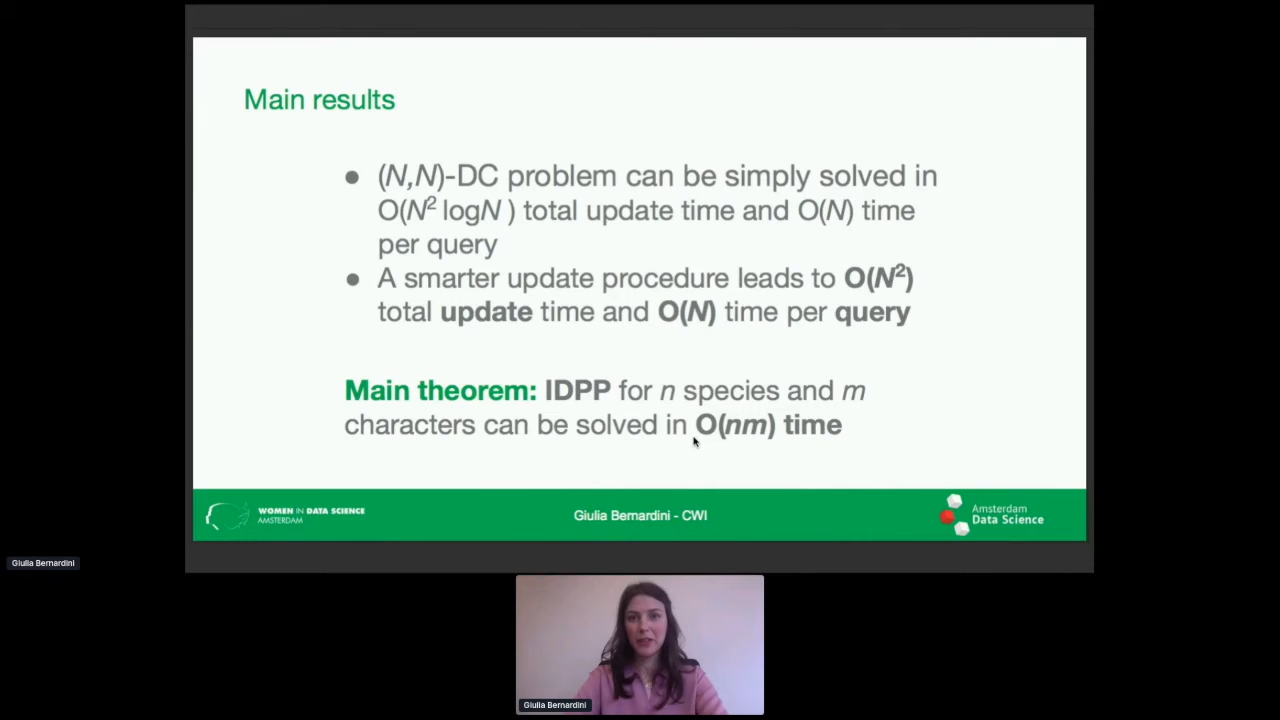 Main results
● (N,N)-DC problem can be simply solved in
O(N² logN ) total update time and O(N) time
per query
● A smarter update procedure leads to O(N²)
total update time and O(N) time per query
Main theorem: IDPP for n species and m
characters can be solved in O(nm) time
WOMEN IN DATA SCIENCE
AMSTERDAM
Giulia Bernardini - CWI
Amsterdam
Data Science
Giulia Bernardini
Giulia Bernardini